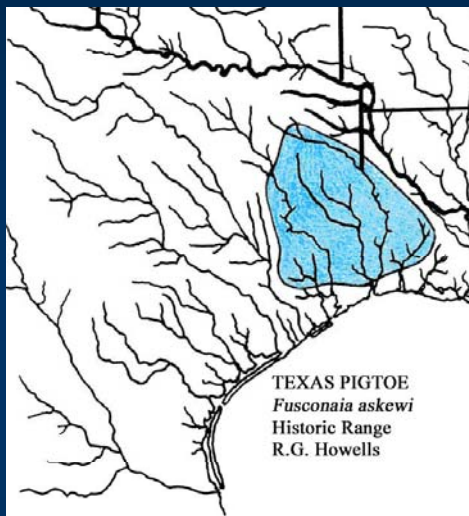 TEXAS PIGTOE
Fusconaia askewi
Historic Range
R.G. Howells